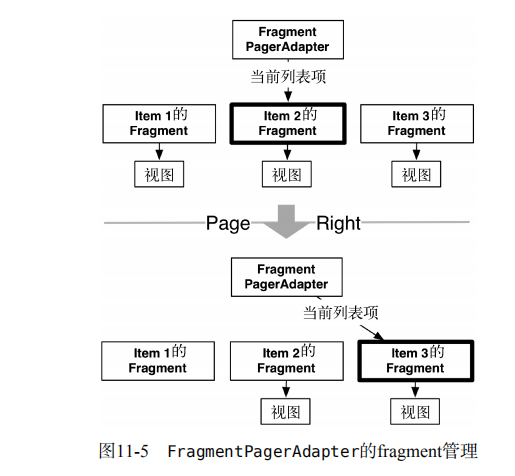 Fragment
PagerAdapter
当前列表项
Item 1的
Fragment
Item 2的
Fragment
Item 3的
Fragment
视图
视图
视图
Page
Right
Fragment
PagerAdapter
当前列表项
Item 1的
Fragment
Item 2的
Fragment
Item 3的
Fragment
视图
视图
图11-5 FragmentPagerAdapter的fragment管理